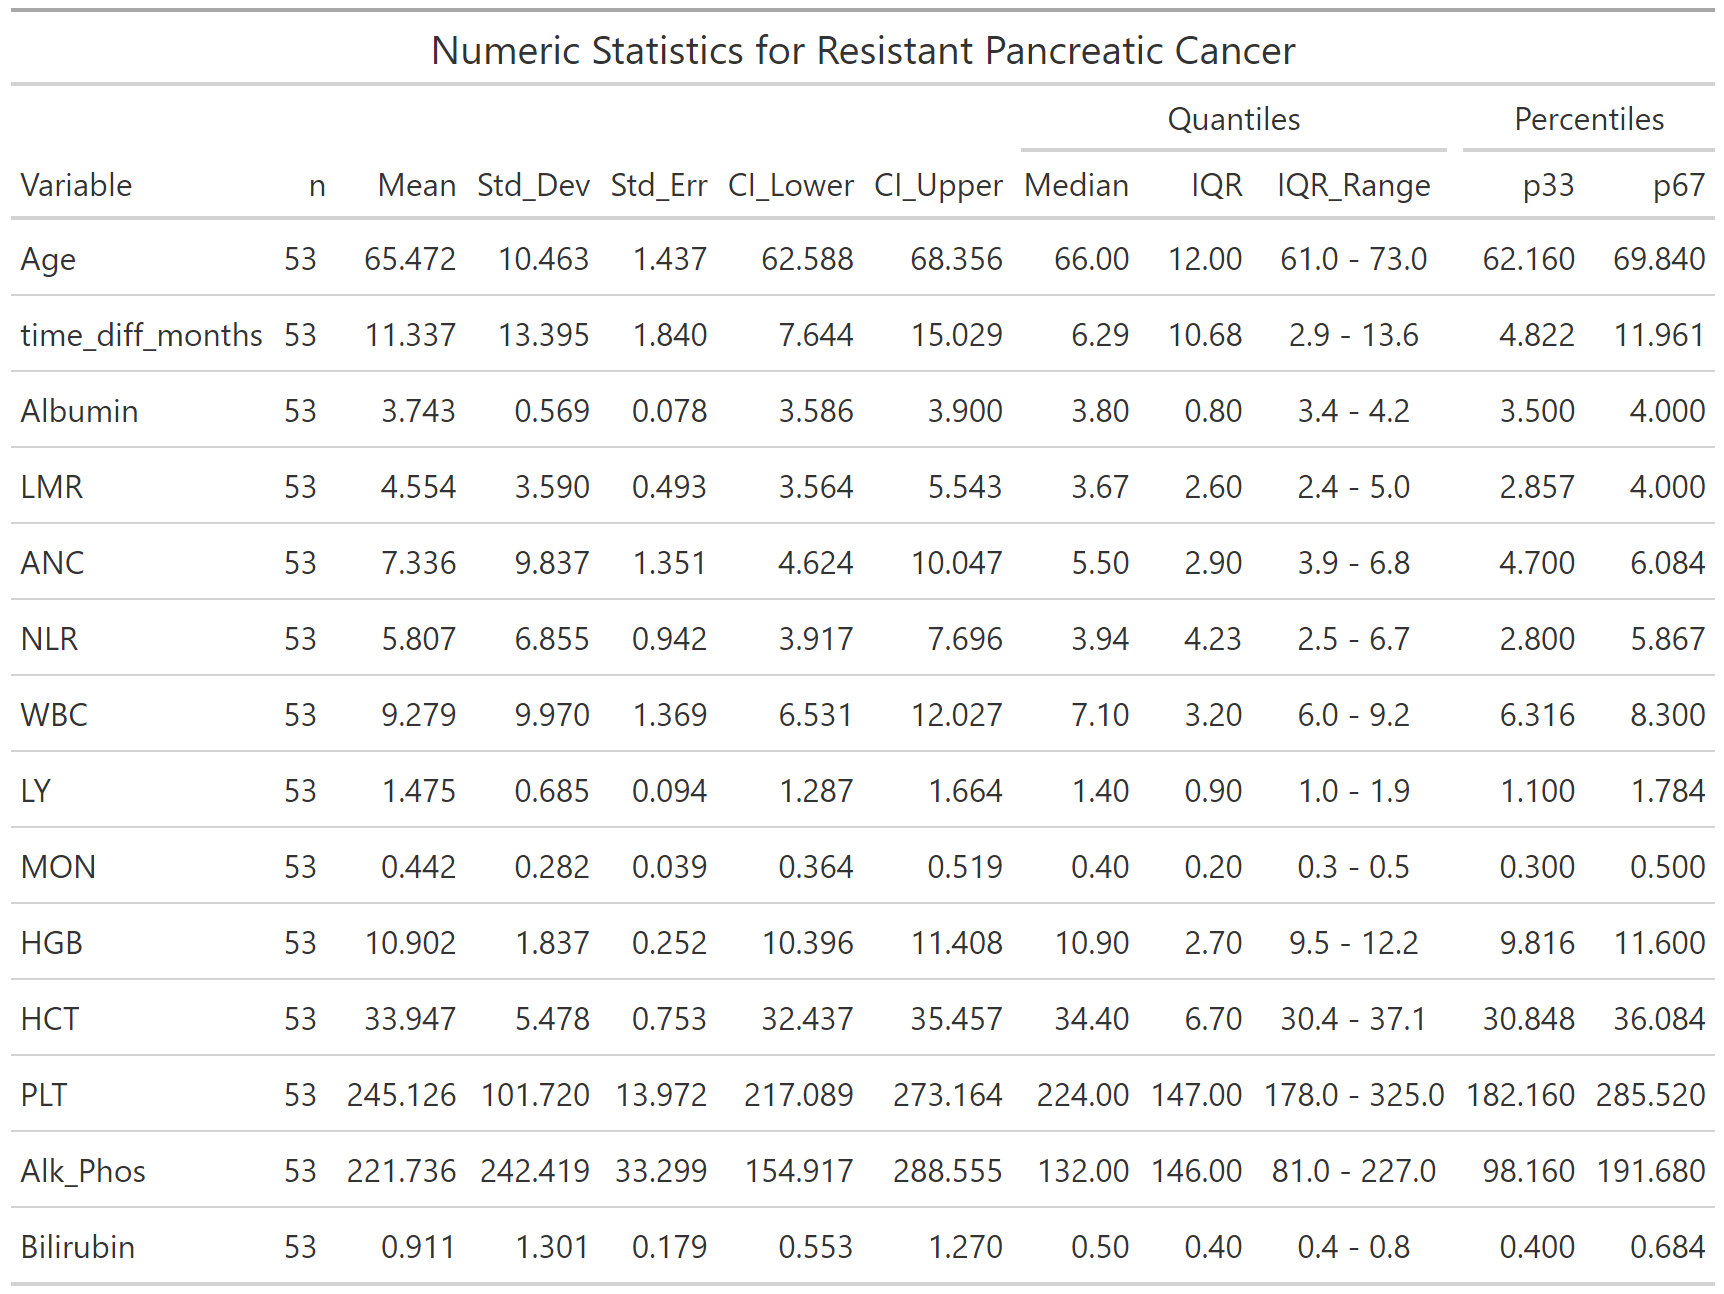 Numeric Statistics for Resistant Pancreatic Cancer
Quantiles Percentiles
Variable n Mean Std_Dev Std_Err CI_Lower CI_Upper Median IQR IQR_Range p33 p67
Age 53 65.472 10.463 1.437 62.588 68.356 66.00 12.00 61.0 - 73.0 62.160 69.840
time_diff_months 53 11.337 13.395 1.840 7.644 15.029 6.29 10.68 2.9 - 13.6 4.822 11.961
Albumin 53 3.743 0.569 0.078 3.586 3.900 3.80 0.80 3.4 - 4.2 3.500 4.000
LMR 53 4.554 3.590 0.493 3.564 5.543 3.67 2.60 2.4 - 5.0 2.857 4.000
ANC 53 7.336 9.837 1.351 4.624 10.047 5.50 2.90 3.9 - 6.8 4.700 6.084
NLR 53 5.807 6.855 0.942 3.917 7.696 3.94 4.23 2.5 - 6.7 2.800 5.867
WBC 53 9.279 9.970 1.369 6.531 12.027 7.10 3.20 6.0 - 9.2 6.316 8.300
LY 53 1.475 0.685 0.094 1.287 1.664 1.40 0.90 1.0 - 1.9 1.100 1.784
MON 53 0.442 0.282 0.039 0.364 0.519 0.40 0.20 0.3 - 0.5 0.300 0.500
HGB 53 10.902 1.837 0.252 10.396 11.408 10.90 2.70 9.5 - 12.2 9.816 11.600
HCT 53 33.947 5.478 0.753 32.437 35.457 34.40 6.70 30.4 - 37.1 30.848 36.084
PLT 53 245.126 101.720 13.972 217.089 273.164 224.00 147.00 178.0 - 325.0 182.160 285.520
Alk_Phos 53 221.736 242.419 33.299 154.917 288.555 132.00 146.00 81.0 - 227.0 98.160 191.680
Bilirubin 53 0.911 1.301 0.179 0.553 1.270 0.50 0.40 0.4 - 0.8 0.400 0.684